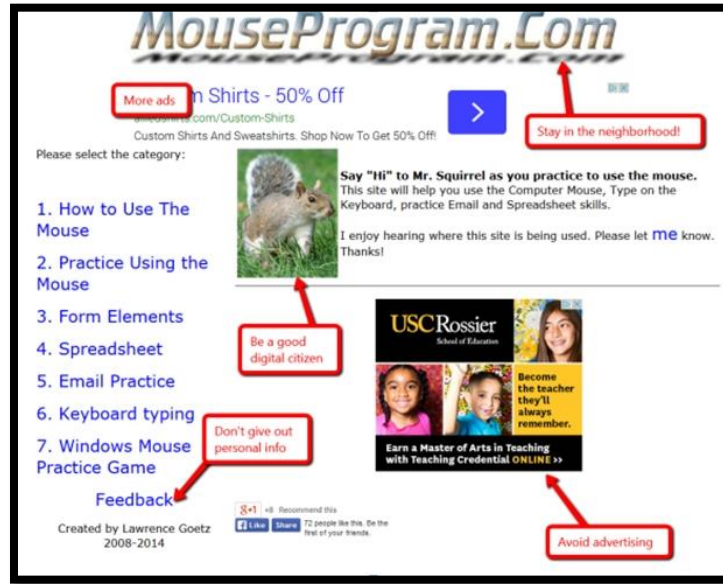 MouseProgram.Com
More ads
m Shirts - 50% Off
alliedshirts.com/Custom-Shirts
Custom Shirts And Sweatshirts. Shop Now To Get 50% Off!
Stay in the neighborhood!
Please select the category:
1. How to Use The
Mouse
2. Practice Using the
Mouse
3. Form Elements
4. Spreadsheet
5. Email Practice
6. Keyboard typing
7. Windows Mouse
Practice Game
Feedback
Created by Lawrence Goetz
2008-2014
Say "Hi" to Mr. Squirrel as you practice to use the mouse.
This site will help you use the Computer Mouse, Type on the
Keyboard, practice Email and Spreadsheet skills.
I enjoy hearing where this site is being used. Please let me know.
Thanks!
Be a good
digital citizen
Don't give out
personal info
USC Rossier
School of Education
Become
the teacher
they'll
always
remember.
Earn a Master of Arts in Teaching
with Teaching Credential ONLINE >>
Avoid advertising
g+1 +8 Recommend this
Like Share 72 people like this. Be the
first of your friends.